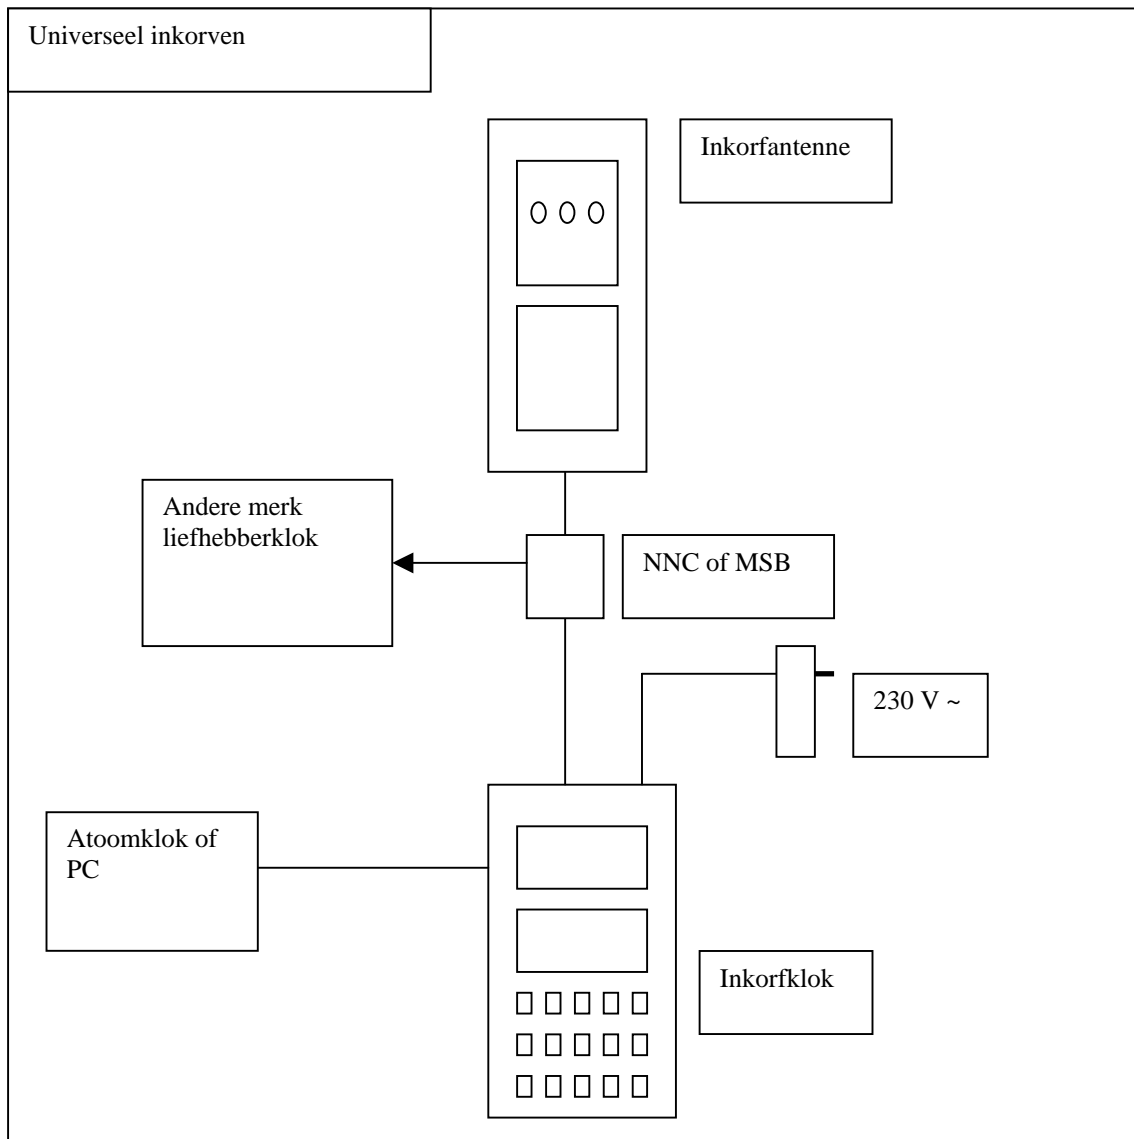 Universeel inkorven
Inkorfantenne
Andere merk
liefhebberklok
NNC of MSB
230 V ~
Atoomklok of
PC
Inkorfklok